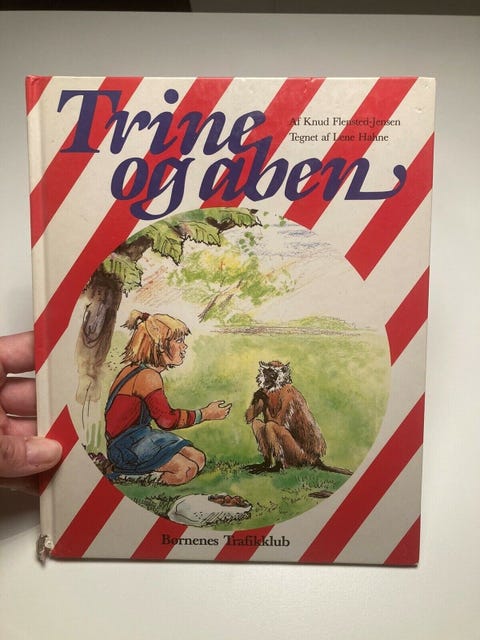 Trine
og aben
Af Knud Flensted-Jensen
Tegnet af Lene Hahne
Børnenes Trafikklub